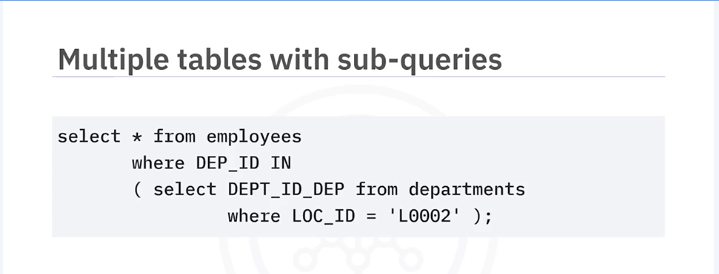 Multiple tables with sub-queries
select * from employees
where DEP_ID IN
( select DEPT_ID_DEP from departments
where LOC_ID = 'L0002' );